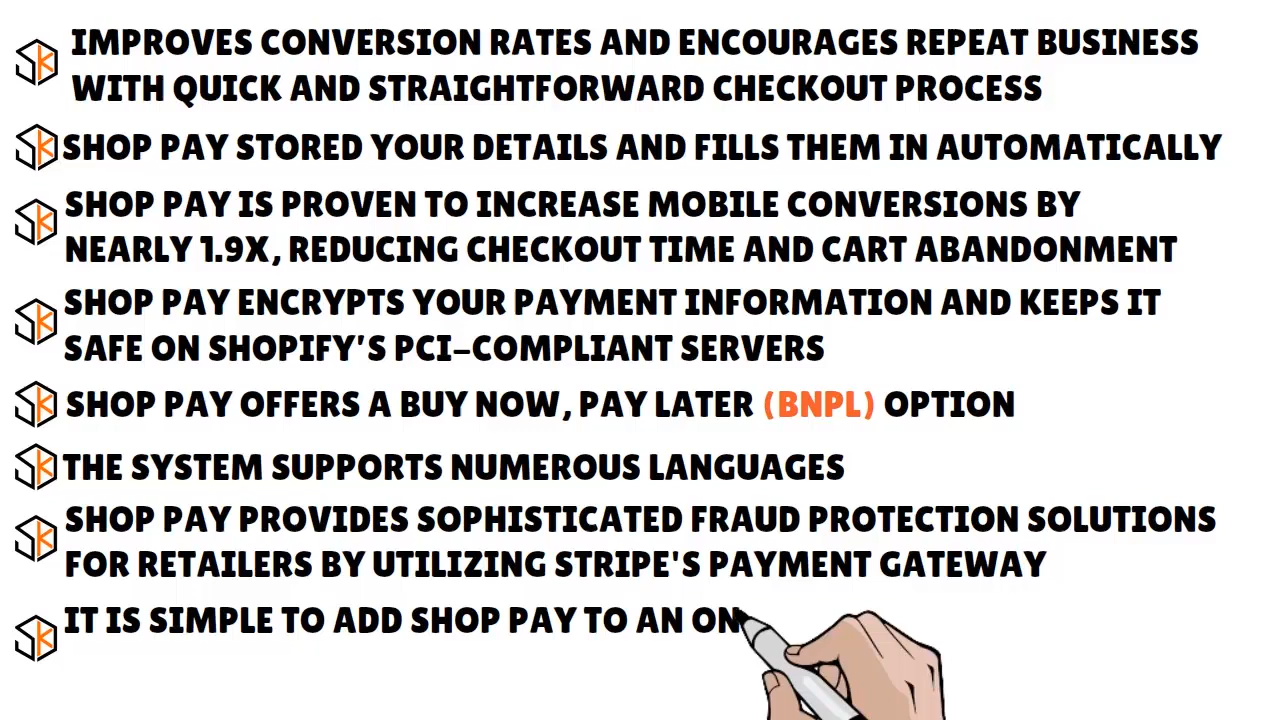 IMPROVES CONVERSION RATES AND ENCOURAGES REPEAT BUSINESS
WITH QUICK AND STRAIGHTFORWARD CHECKOUT PROCESS
SHOP PAY STORED YOUR DETAILS AND FILLS THEM IN AUTOMATICALLY
SHOP PAY IS PROVEN TO INCREASE MOBILE CONVERSIONS BY
NEARLY 1.9X, REDUCING CHECKOUT TIME AND CART ABANDONMENT
SHOP PAY ENCRYPTS YOUR PAYMENT INFORMATION AND KEEPS IT
SAFE ON SHOPIFY'S PCI–COMPLIANT SERVERS
SHOP PAY OFFERS A BUY NOW, PAY LATER (BNPL) OPTION
THE SYSTEM SUPPORTS NUMEROUS LANGUAGES
SHOP PAY PROVIDES SOPHISTICATED FRAUD PROTECTION SOLUTIONS
FOR RETAILERS BY UTILIZING STRIPE'S PAYMENT GATEWAY
IT IS SIMPLE TO ADD SHOP PAY TO AN ON